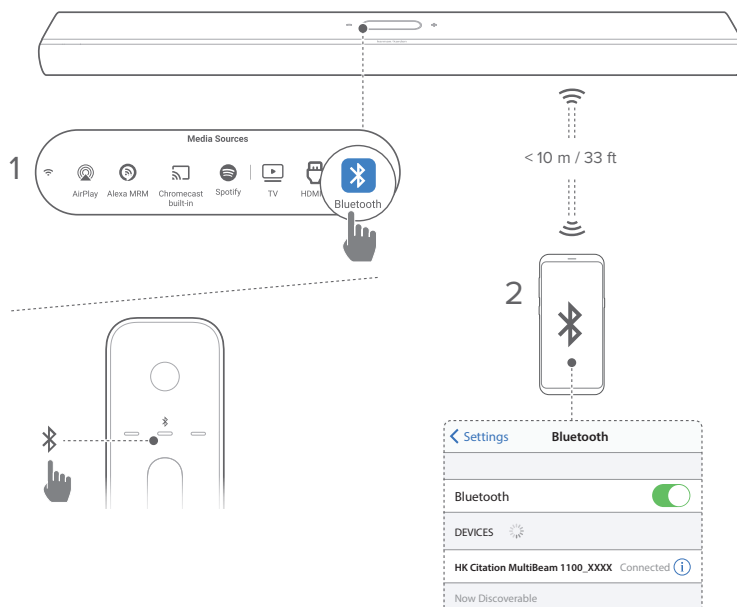 1
Media Sources
AirPlay
Alexa MRM
Chromecast
built-in
Spotify
TV
HDMI
Bluetooth
< 10 m / 33 ft
2
Settings Bluetooth
Bluetooth
DEVICES
HK Citation MultiBeam 1100_XXXX Connected i
Now Discoverable